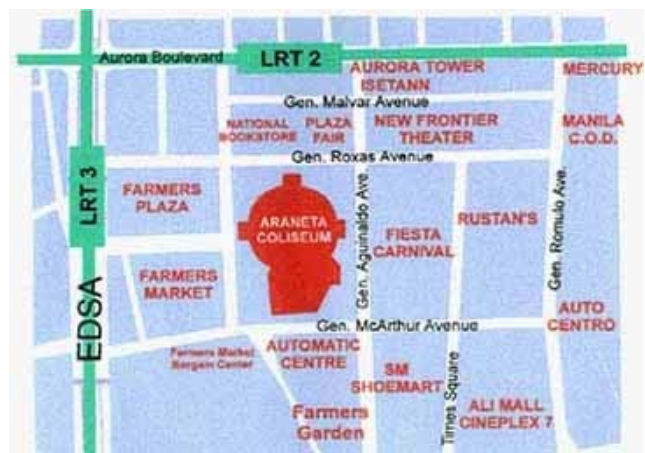 Aurora Boulevard
LRT 2
AURORA TOWER
ISETANN
MERCURY
Gen. Malvar Avenue
NATIONAL
BOOKSTORE
PLAZA
FAIR
NEW FRONTIER
THEATER
MANILA
C.O.D.
Gen. Roxas Avenue
LRT 3
FARMERS
PLAZA
ARANETA
COLISEUM
Gen. Aguinaldo Ave.
FIESTA
CARNIVAL
RUSTAN'S
Gen. Romulo Ave.
FARMERS
MARKET
EDSA
AUTO
CENTRO
Gen. McArthur Avenue
Farmers Market
Bargain Center
AUTOMATIC
CENTRE
SM
SHOEMART
Times Square
Farmers
Garden
ALI MALL
CINEPLEX 7